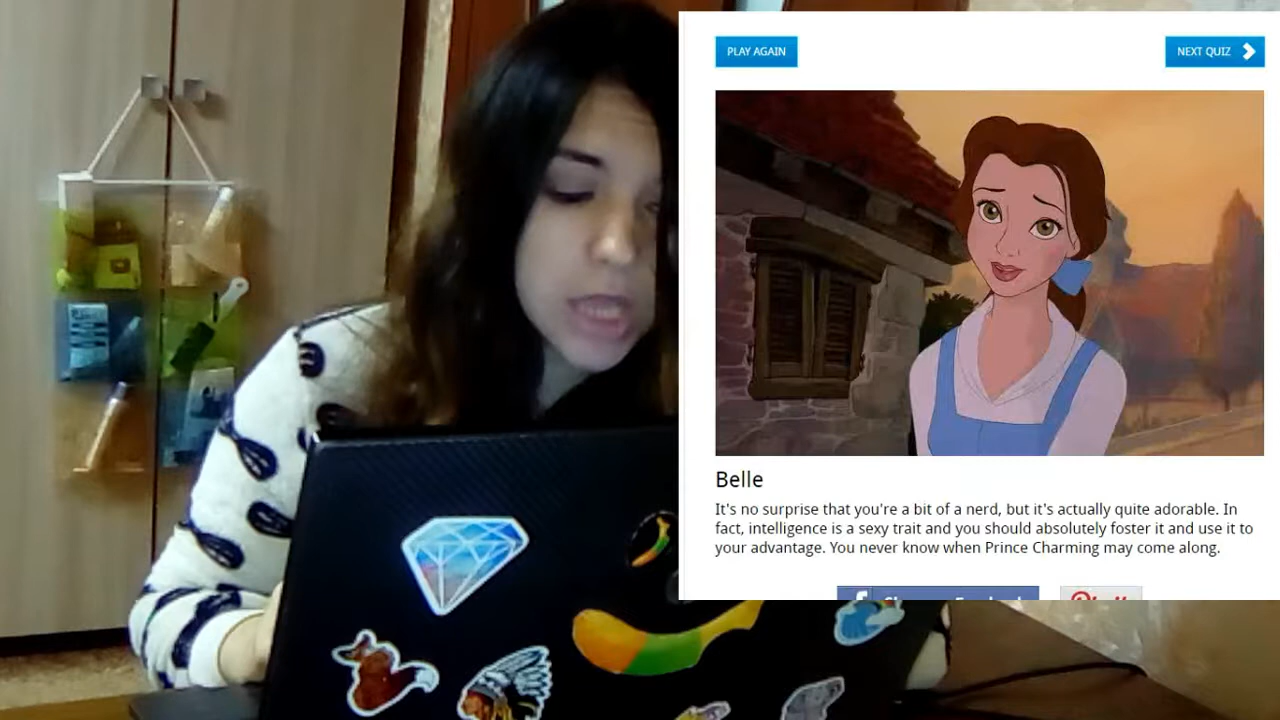 PLAY AGAIN
NEXT QUIZ
Belle
It's no surprise that you're a bit of a nerd, but it's actually quite adorable. In
fact, intelligence is a sexy trait and you should absolutely foster it and use it to
your advantage. You never know when Prince Charming may come along.